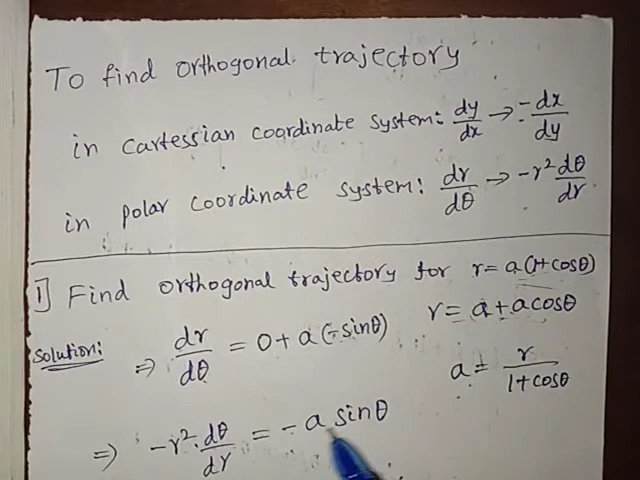 To find orthogonal trajectory
in Cartessian coordinate system: dy/dx → -dx/dy
in polar coordinate system: dr/dθ → -r² dθ/dr
1] Find orthogonal trajectory for r = a(1+cosθ)
r = a + a cosθ
Solution: ⇒ dr/dθ = 0 + a(-sinθ)
a = r/1+cosθ
⇒ -r². dθ/dr = -a sinθ